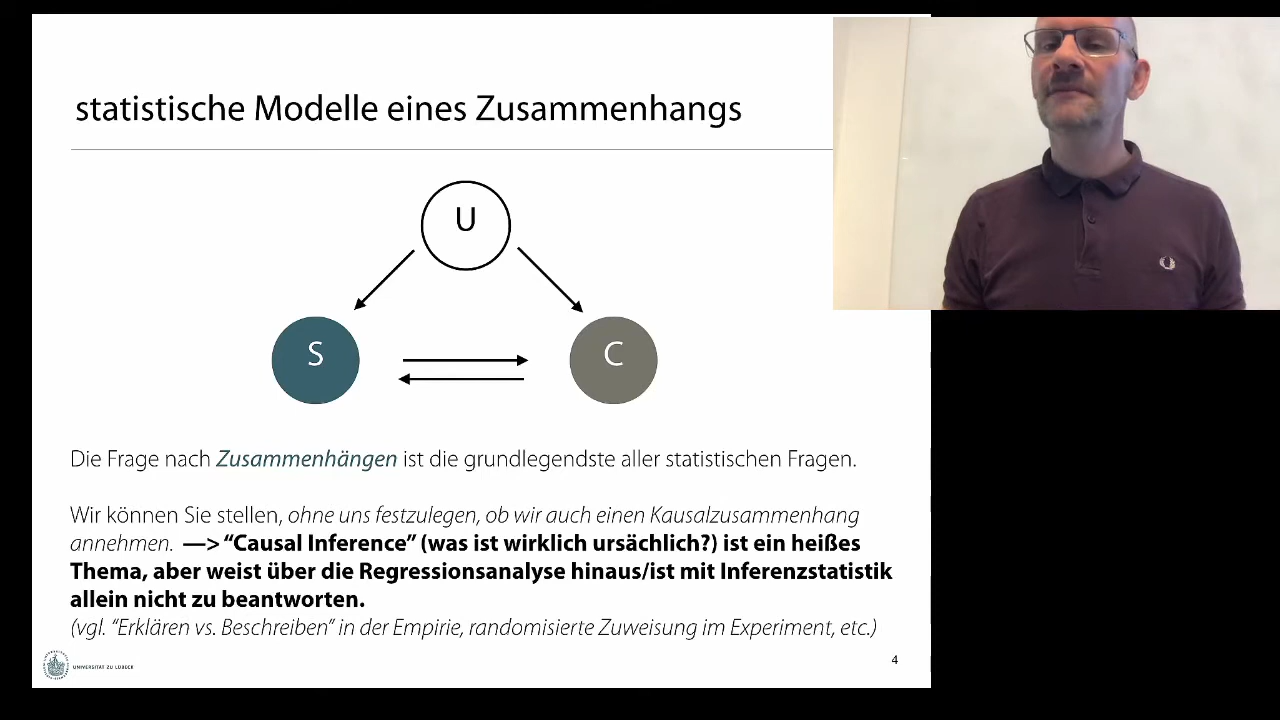 statistische Modelle eines Zusammenhangs
U
S
C
Die Frage nach Zusammenhängen ist die grundlegendste aller statistischen Fragen.
Wir können Sie stellen, ohne uns festzulegen, ob wir auch einen Kausalzusammenhang
annehmen. —> “Causal Inference” (was ist wirklich ursächlich?) ist ein heißes
Thema, aber weist über die Regressionsanalyse hinaus/ist mit Inferenzstatistik
allein nicht zu beantworten.
(vgl. “Erklären vs. Beschreiben” in der Empirie, randomisierte Zuweisung im Experiment, etc.)
UNIVERSITÄT ZU LÜBECK
4